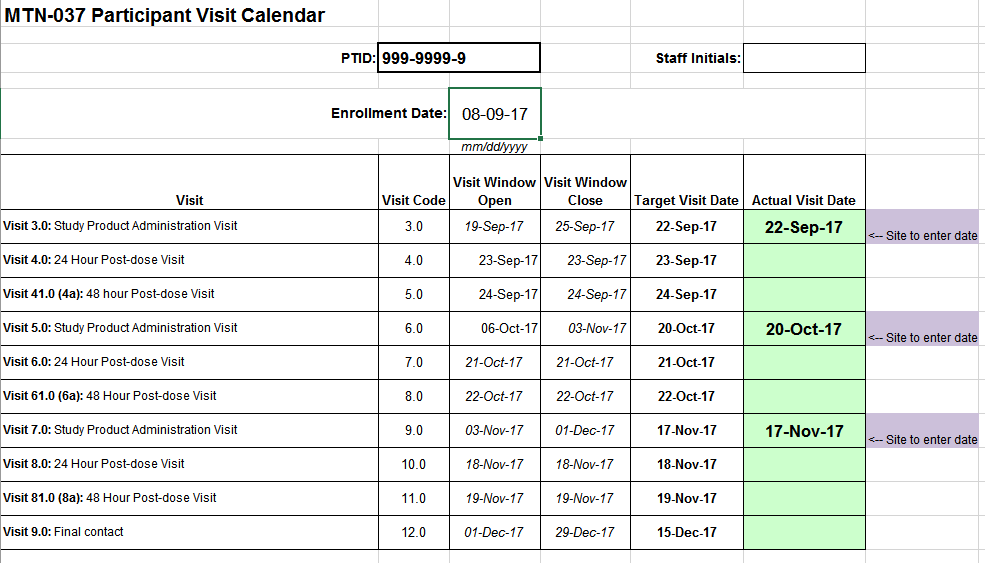 MTN-037 Participant Visit Calendar
PTID: 999-9999-9 Staff Initials:
Enrollment Date: 08-09-17
mm/dd/yyyy
Visit Visit Code Visit Window Open Visit Window Close Target Visit Date Actual Visit Date
Visit 3.0: Study Product Administration Visit 3.0 19-Sep-17 25-Sep-17 22-Sep-17 22-Sep-17 <-- Site to enter date
Visit 4.0: 24 Hour Post-dose Visit 4.0 23-Sep-17 23-Sep-17 23-Sep-17
Visit 41.0 (4a): 48 hour Post-dose Visit 5.0 24-Sep-17 24-Sep-17 24-Sep-17
Visit 5.0: Study Product Administration Visit 6.0 06-Oct-17 03-Nov-17 20-Oct-17 20-Oct-17 <-- Site to enter date
Visit 6.0: 24 Hour Post-dose Visit 7.0 21-Oct-17 21-Oct-17 21-Oct-17
Visit 61.0 (6a): 48 Hour Post-dose Visit 8.0 22-Oct-17 22-Oct-17 22-Oct-17
Visit 7.0: Study Product Administration Visit 9.0 03-Nov-17 01-Dec-17 17-Nov-17 17-Nov-17 <-- Site to enter date
Visit 8.0: 24 Hour Post-dose Visit 10.0 18-Nov-17 18-Nov-17 18-Nov-17
Visit 81.0 (8a): 48 Hour Post-dose Visit 11.0 19-Nov-17 19-Nov-17 19-Nov-17
Visit 9.0: Final contact 12.0 01-Dec-17 29-Dec-17 15-Dec-17